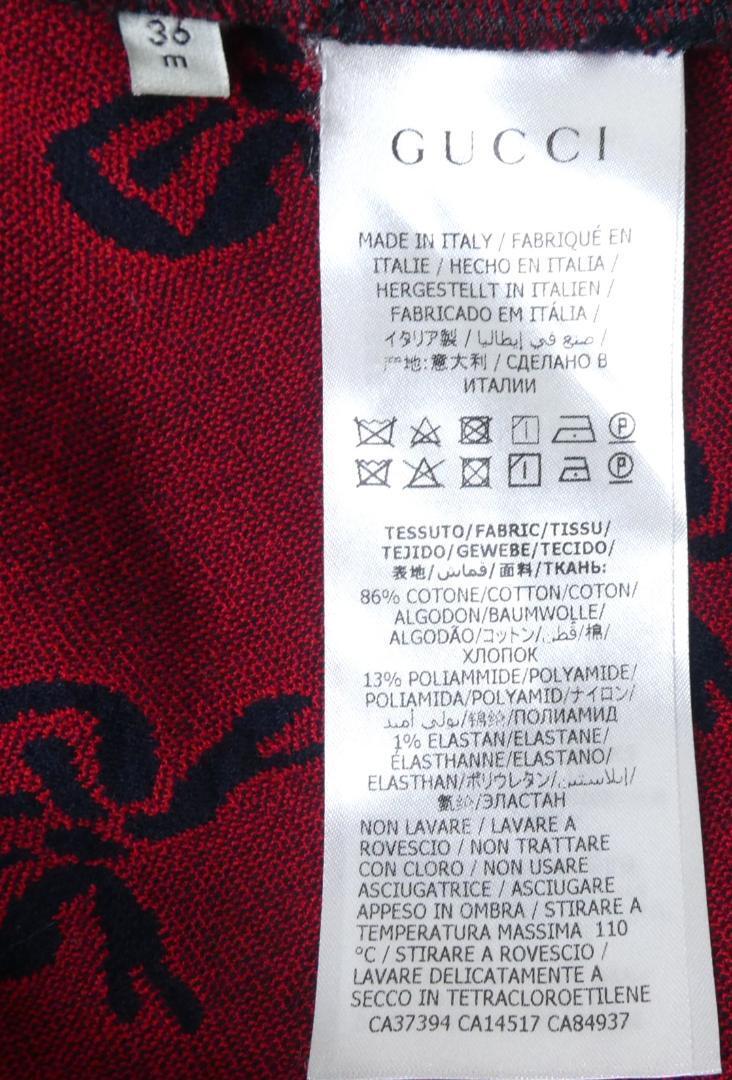 36
m
GUCCI
MADE IN ITALY / FABRIQUÉ EN
ITALIE / HECHO EN ITALIA /
HERGESTELLT IN ITALIEN /
FABRICADO EM ITÁLIA /
イタリア製 / صنع في إيطاليا /
产地:意大利 / СДЕЛАНО В
ИТАЛИИ
TESSUTO/FABRIC/TISSU/
TEJIDO/GEWEBE/TECIDO/
表地/قماش/面料/ТКАНЬ:
86% COTONE/COTTON/COTON/
ALGODON/BAUMWOLLE/
ALGODÃO/コットン/قطن/棉/
ХЛОПОК
13% POLIAMMIDE/POLYAMIDE/
POLIAMIDA/POLYAMID/ナイロン/
بولي أميد/锦纶/ПОЛИАМИД
1% ELASTAN/ELASTANE/
ÉLASTHANNE/ELASTANO/
ELASTHAN/ポリウレタン/إيلاستين/
氨纶/ЭЛАСТАН
NON LAVARE / LAVARE A
ROVESCIO / NON TRATTARE
CON CLORO / NON USARE
ASCIUGATRICE / ASCIUGARE
APPESO IN OMBRA / STIRARE A
TEMPERATURA MASSIMA 110
°C / STIRARE A ROVESCIO /
LAVARE DELICATAMENTE A
SECCO IN TETRACLOROETILENE
CA37394 CA14517 CA84937